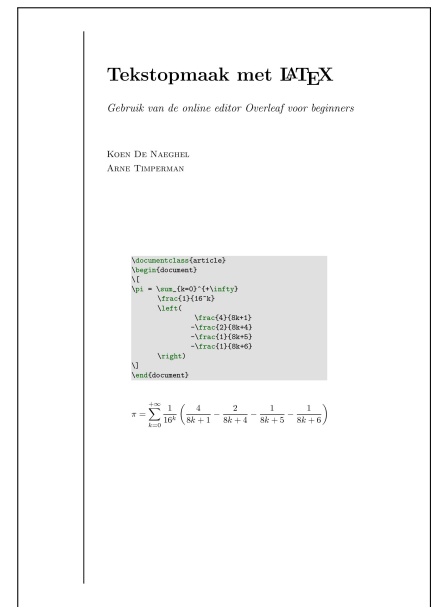 Tekstopmaak met LATEX
Gebruik van de online editor Overleaf voor beginners
Koen De Naeghel
Arne Timperman
\documentclass{article}
\begin{document}
\[
\pi = \sum_{k=0}^{+\infty}
\frac{1}{16^k}
\left(
\frac{4}{8k+1}
-\frac{2}{8k+4}
-\frac{1}{8k+5}
-\frac{1}{8k+6}
\right)
\]
\end{document}
π = ∑_{k=0}^{+∞} 1/16^k ( 4/(8k+1) − 2/(8k+4) − 1/(8k+5) − 1/(8k+6) )